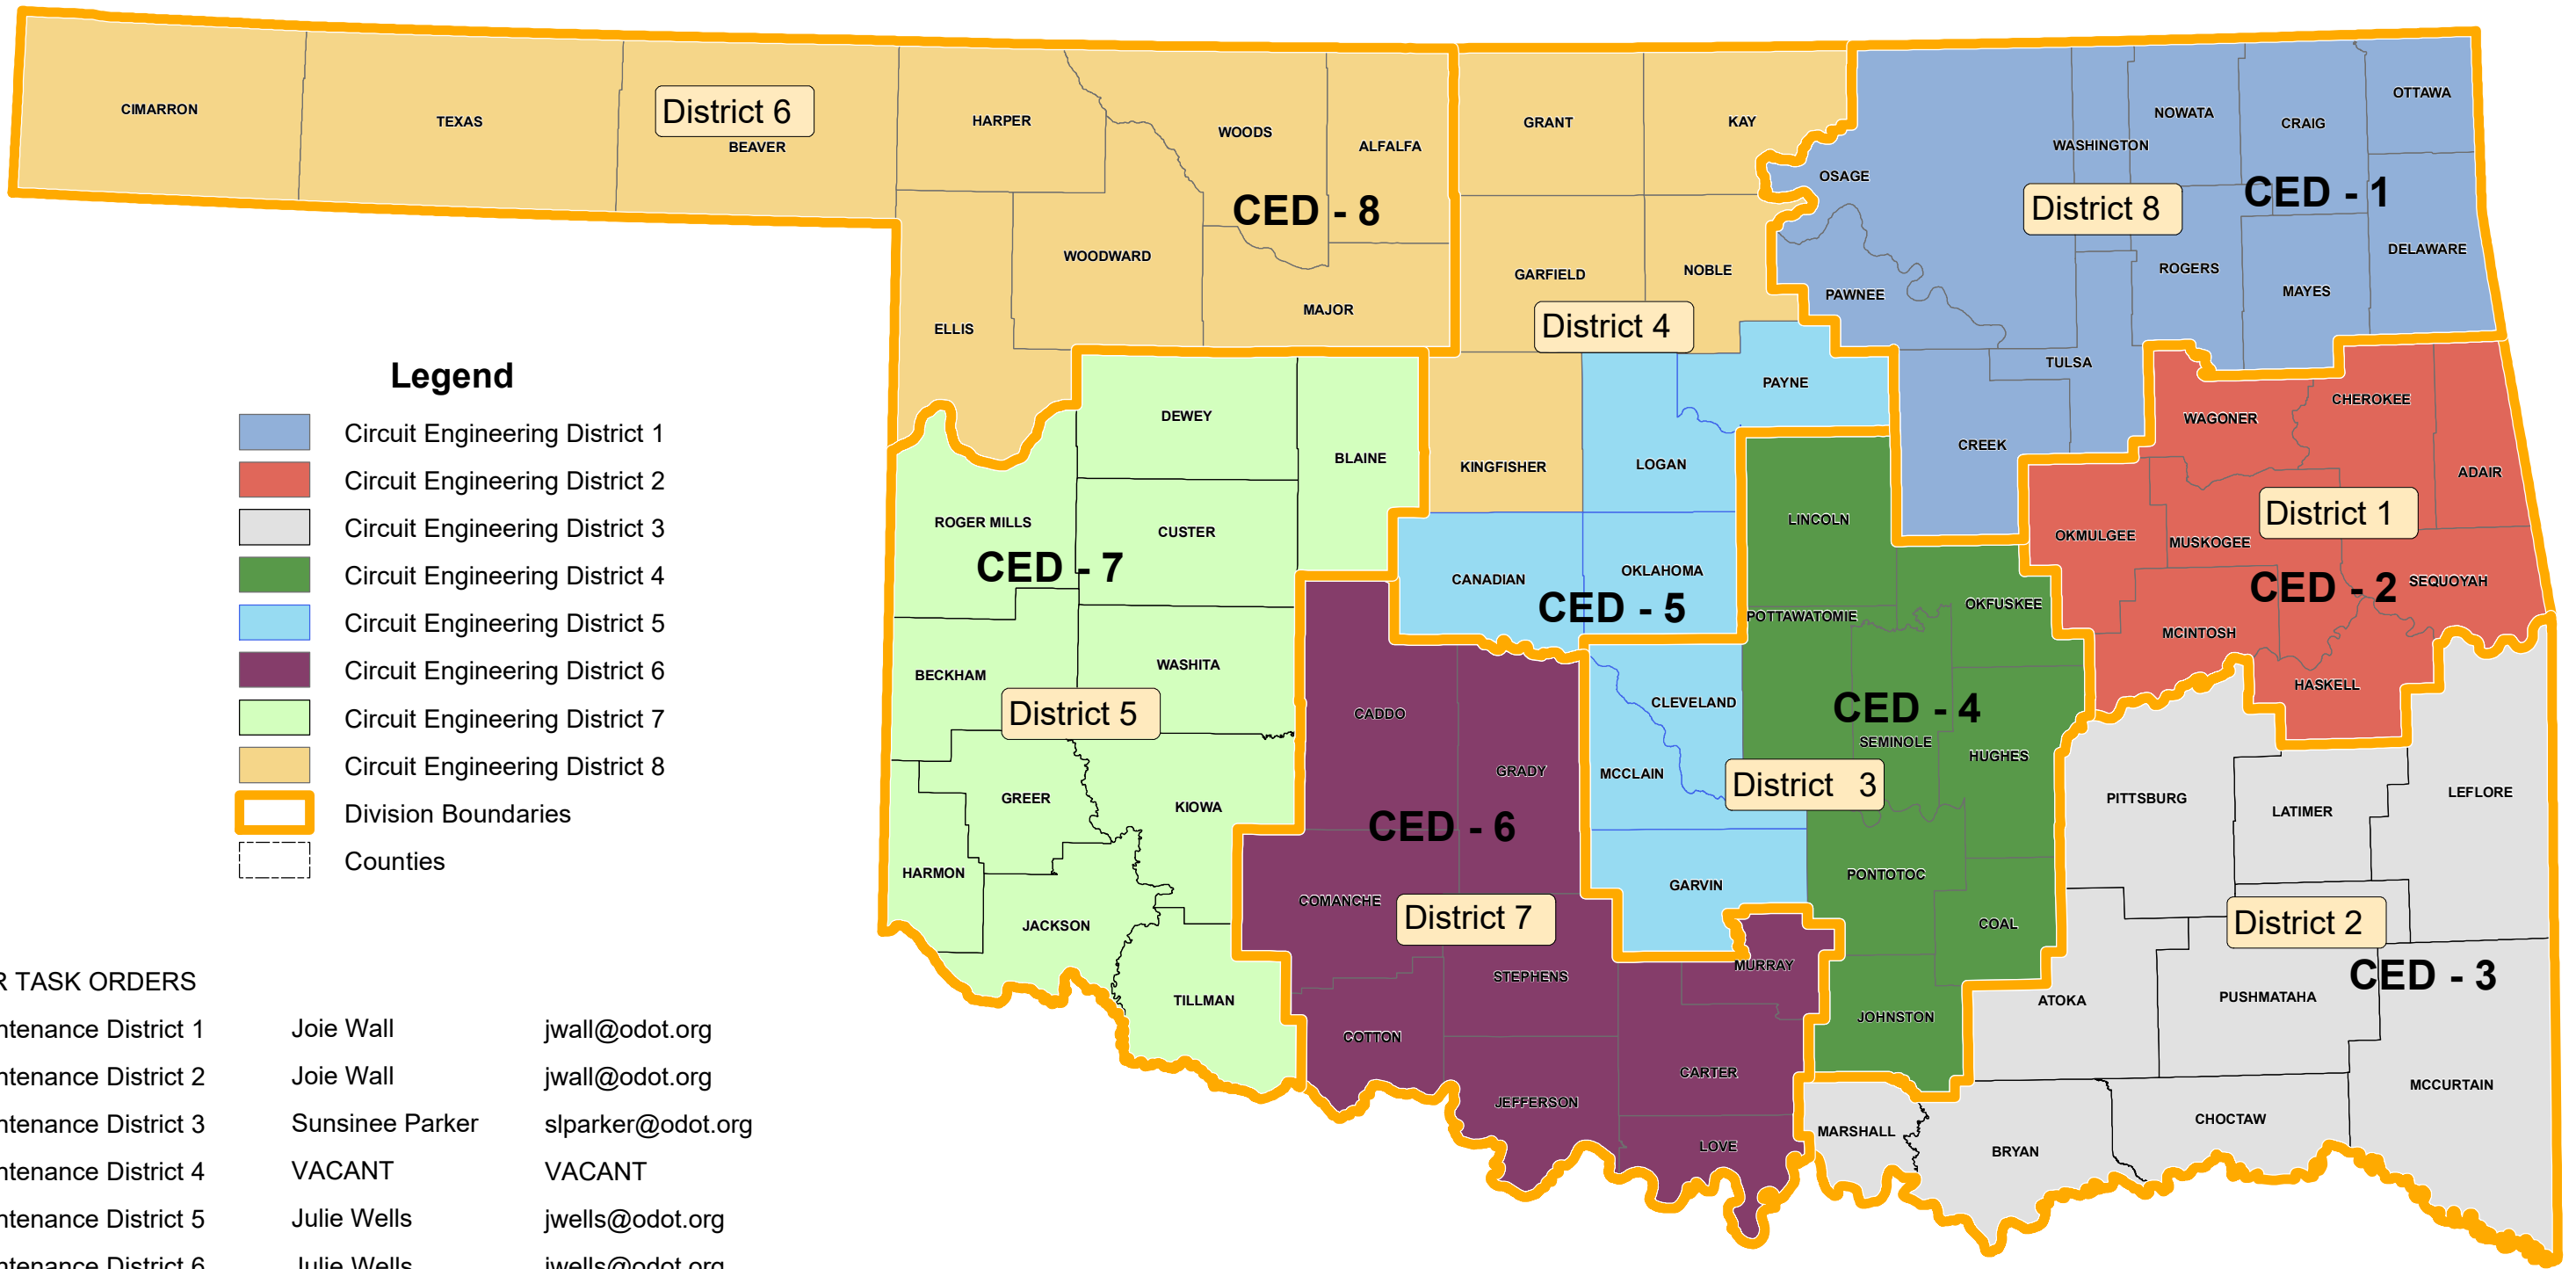 CIMARRON
TEXAS
District 6
BEAVER
HARPER
WOODS
ALFALFA
GRANT
KAY
OSAGE
WASHINGTON
NOWATA
CRAIG
OTTAWA
CED - 8
District 8
CED - 1
WOODWARD
ELLIS
MAJOR
GARFIELD
NOBLE
District 4
PAWNEE
ROGERS
MAYES
DELAWARE
TULSA
CREEK
DEWEY
BLAINE
KINGFISHER
LOGAN
PAYNE
LINCOLN
WAGONER
CHEROKEE
ADAIR
ROGER MILLS
CUSTER
CED - 7
CANADIAN
OKLAHOMA
CED - 5
POTTAWATOMIE
OKFUSKEE
OKMULGEE
MUSKOGEE
District 1
CED - 2
SEQUOYAH
MCINTOSH
HASKELL
BECKHAM
WASHITA
District 5
CADDO
GRADY
CLEVELAND
MCCLAIN
CED - 4
SEMINOLE
HUGHES
District 3
GREER
KIOWA
HARMON
JACKSON
TILLMAN
CED - 6
COMANCHE
District 7
GARVIN
PONTOTOC
COAL
STEPHENS
MURRAY
COTTON
JEFFERSON
CARTER
LOVE
JOHNSTON
PITTSBURG
LATIMER
LEFLORE
District 2
CED - 3
ATOKA
PUSHMATAHA
MARSHALL
BRYAN
CHOCTAW
MCCURTAIN
Legend
Circuit Engineering District 1
Circuit Engineering District 2
Circuit Engineering District 3
Circuit Engineering District 4
Circuit Engineering District 5
Circuit Engineering District 6
Circuit Engineering District 7
Circuit Engineering District 8
Division Boundaries
Counties
R TASK ORDERS
ntenance District 1 Joie Wall jwall@odot.org
ntenance District 2 Joie Wall jwall@odot.org
ntenance District 3 Sunsinee Parker slparker@odot.org
ntenance District 4 VACANT VACANT
ntenance District 5 Julie Wells jwells@odot.org
ntenance District 6 Julie Wells jwells@odot.org